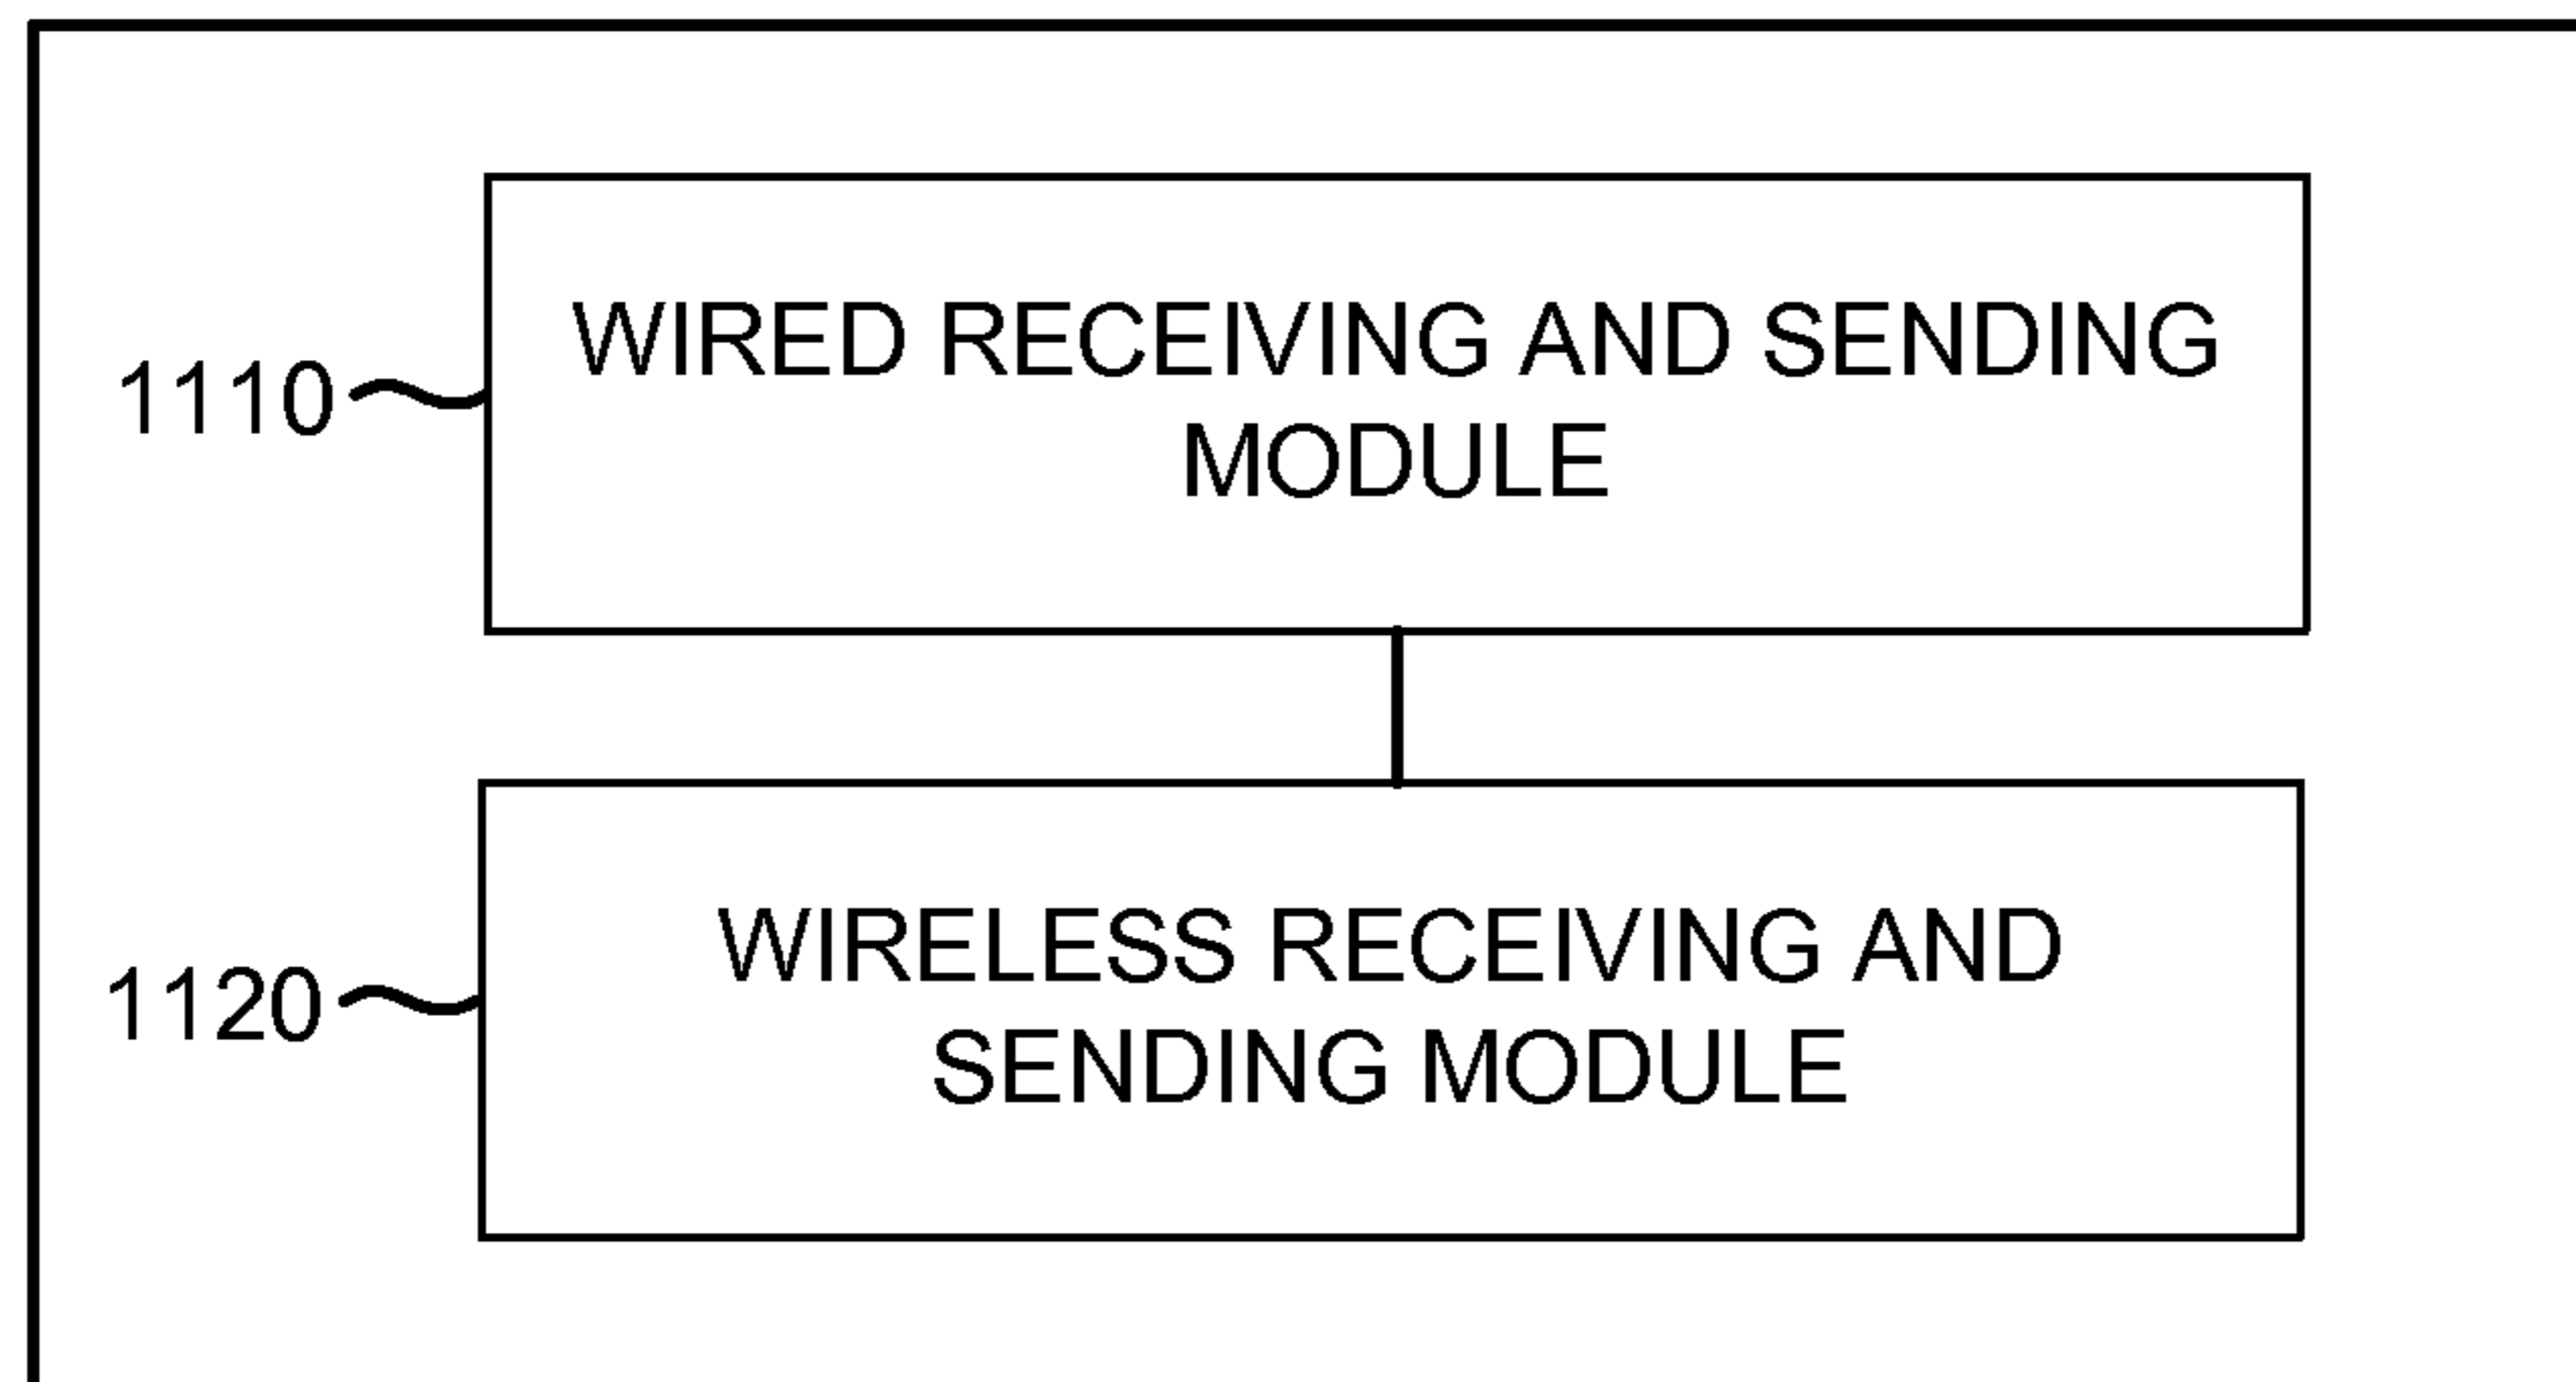 WIRED RECEIVING AND SENDING
MODULE
1110
WIRELESS RECEIVING AND
SENDING MODULE
1120